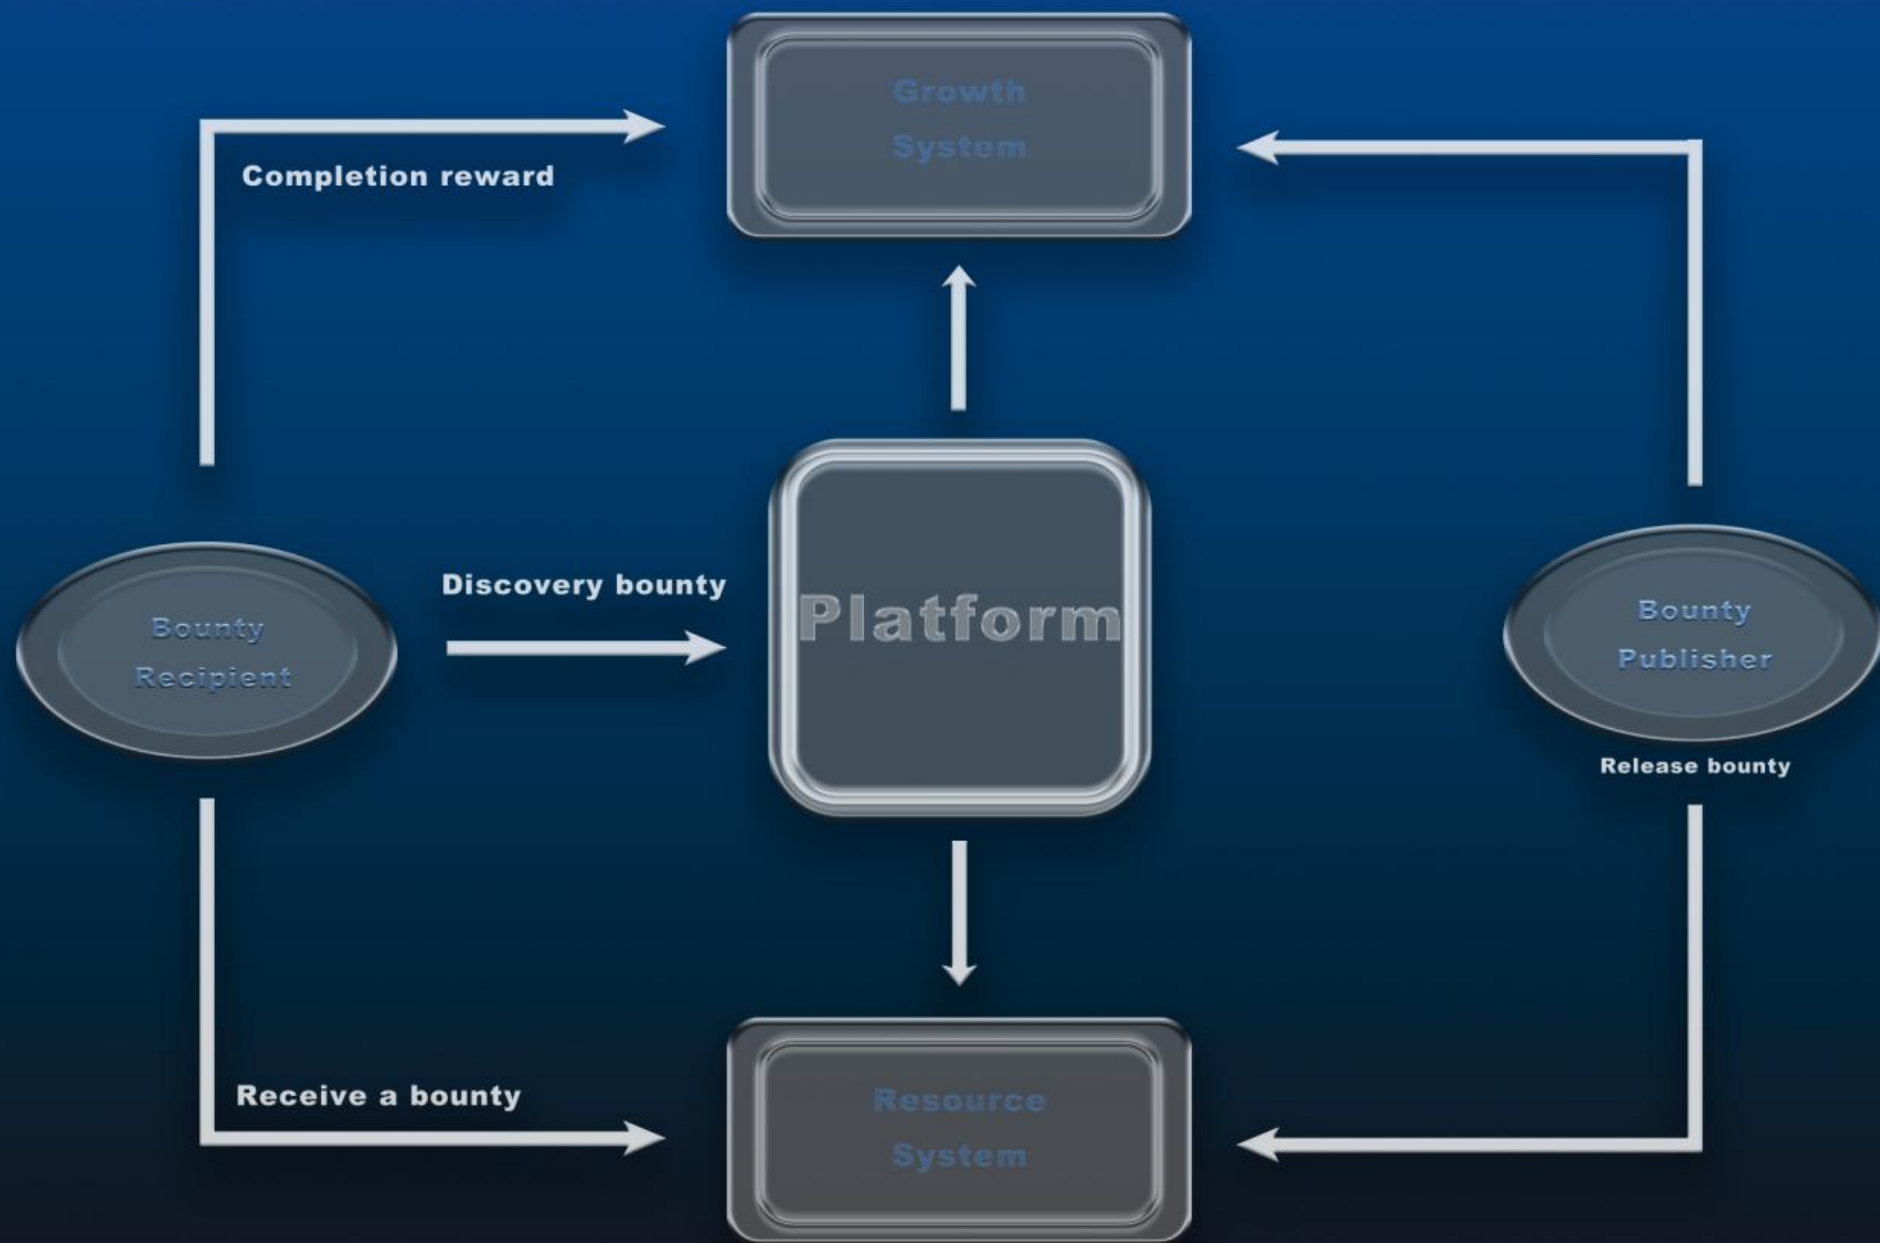 Growth
System
Completion reward
Discovery bounty
Platform
Bounty
Recipient
Bounty
Publisher
Release bounty
Receive a bounty
Resource
System